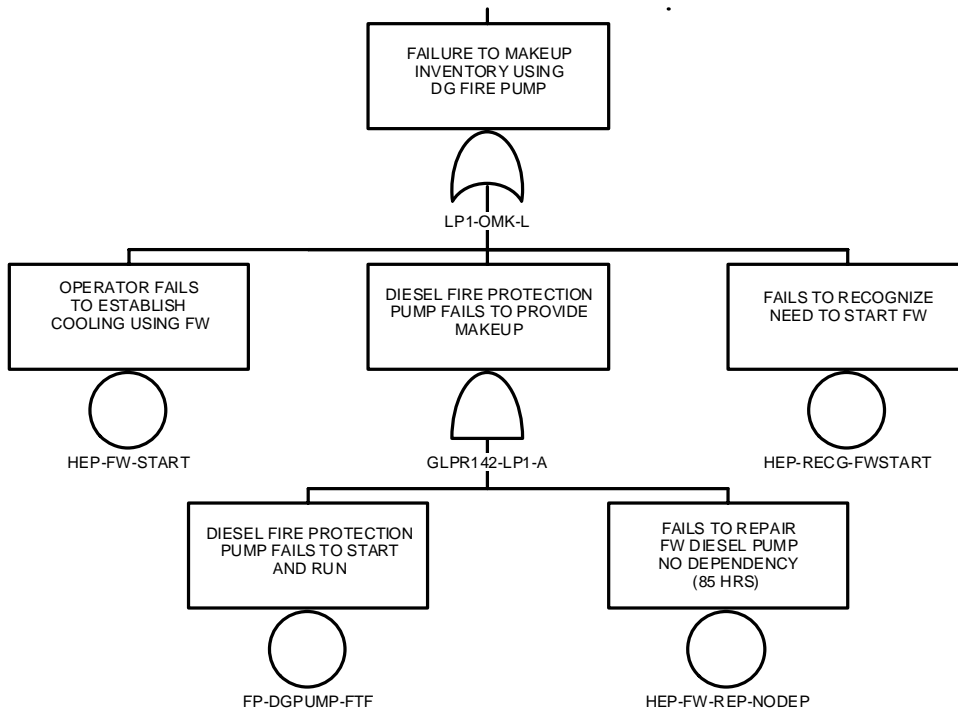 FAILURE TO MAKEUP
INVENTORY USING
DG FIRE PUMP
LP1-OMK-L
OPERATOR FAILS
TO ESTABLISH
COOLING USING FW
HEP-FW-START
DIESEL FIRE PROTECTION
PUMP FAILS TO PROVIDE
MAKEUP
GLPR142-LP1-A
FAILS TO RECOGNIZE
NEED TO START FW
HEP-RECG-FWSTART
DIESEL FIRE PROTECTION
PUMP FAILS TO START
AND RUN
FP-DGPUMP-FTF
FAILS TO REPAIR
FW DIESEL PUMP
NO DEPENDENCY
(85 HRS)
HEP-FW-REP-NODEP